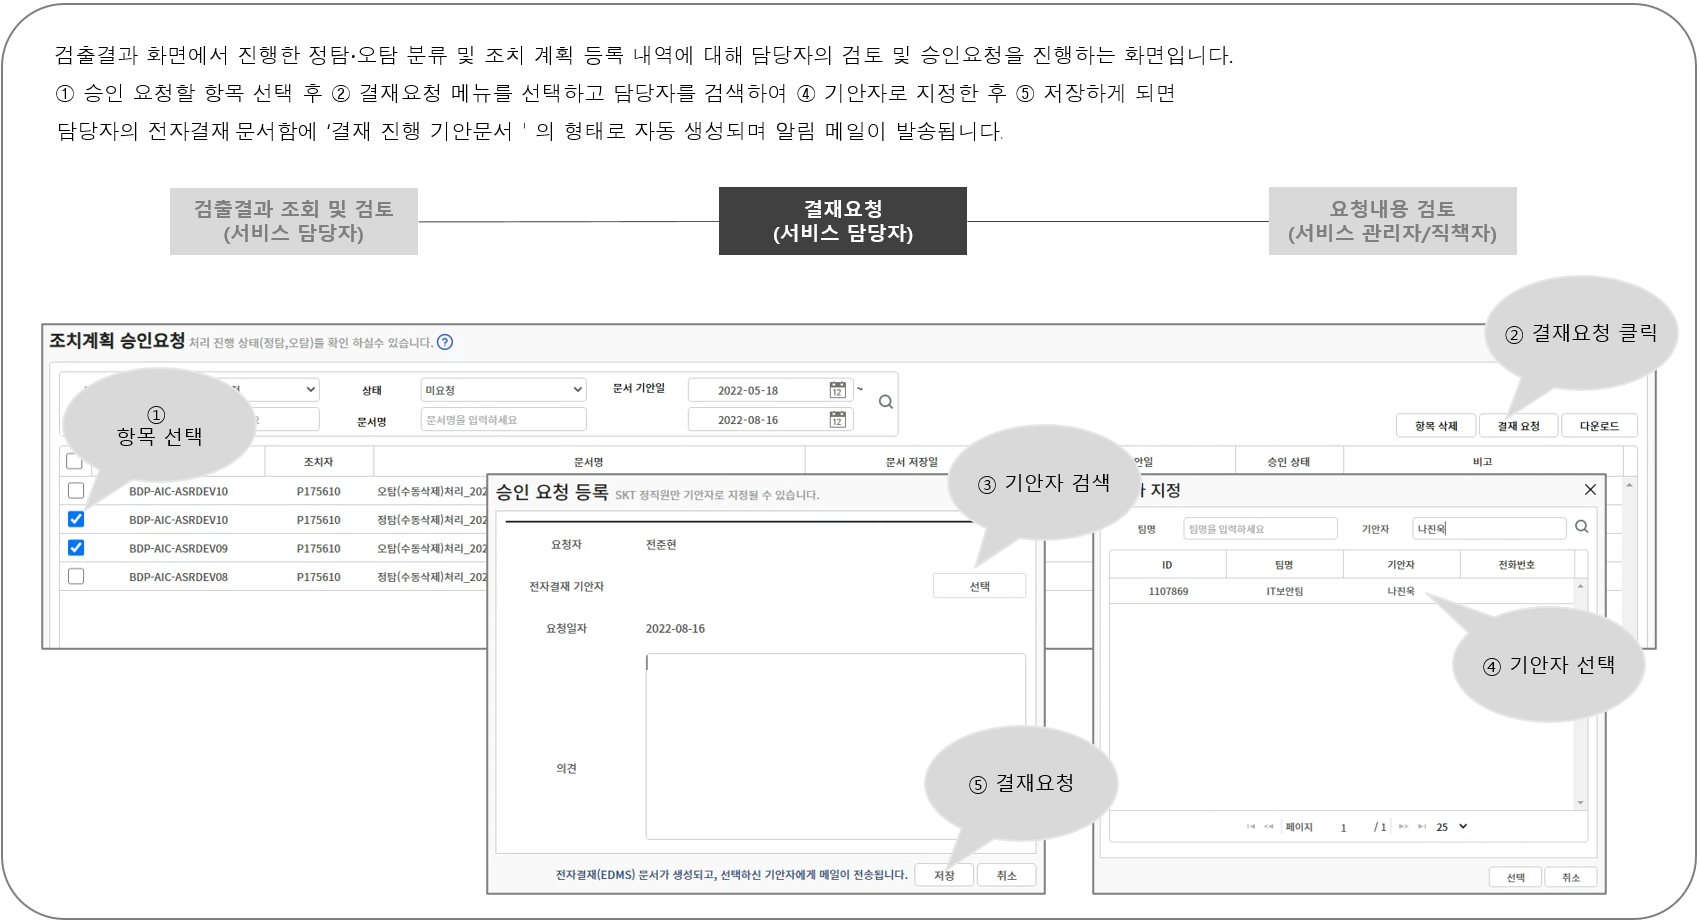 검출결과 화면에서 진행한 정탐·오탐 분류 및 조치 계획 등록 내역에 대해 담당자의 검토 및 승인요청을 진행하는 화면입니다.
① 승인 요청할 항목 선택 후 ② 결재요청 메뉴를 선택하고 담당자를 검색하여 ④ 기안자로 지정한 후 ⑤ 저장하게 되면
담당자의 전자결재 문서함에 ‘결재 진행 기안문서 ' 의 형태로 자동 생성되며 알림 메일이 발송됩니다.
검출결과 조회 및 검토
(서비스 담당자)
결재요청
(서비스 담당자)
요청내용 검토
(서비스 관리자/직책자)
② 결재요청 클릭
조치계획 승인요청 처리 진행 상태(정탐,오탐)를 확인 하실수 있습니다. ?
상태 미요청 문서 기안일 2022-05-18 ~
문서명 문서명을 입력하세요 2022-08-16
①
항목 선택
항목 삭제 결재 요청 다운로드
조치자 문서명 문서 저장일 안일 승인 상태 비고
BDP-AIC-ASRDEV10 P175610 오탐(수동삭제)처리_202
BDP-AIC-ASRDEV10 P175610 정탐(수동삭제)처리_202
BDP-AIC-ASRDEV09 P175610 오탐(수동삭제)처리_202
BDP-AIC-ASRDEV08 P175610 정탐(수동삭제)처리_202
승인 요청 등록 SKT 정직원만 기안자로 지정될 수 있습니다.
③ 기안자 검색
요청자 전준현
전자결재 기안자 선택
요청일자 2022-08-16
의견
⑤ 결재요청
전자결재(EDMS) 문서가 생성되고, 선택하신 기안자에게 메일이 전송됩니다. 저장 취소
지정
팀명 팀명을 입력하세요 기안자 나진욱
ID 팀명 기안자 전화번호
1107869 IT보안팀 나진욱
④ 기안자 선택
페이지 1 / 1 25
선택 취소